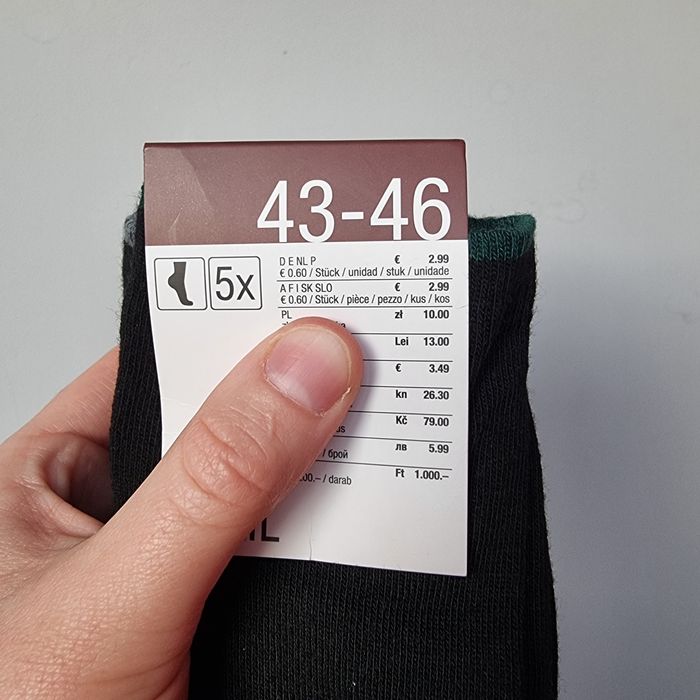 43-46
5x
D E NL P € 2.99
€ 0.60 / Stück / unidad / stuk / unidade
A F I SK SLO € 2.99
€ 0.60 / Stück / pièce / pezzo / kus / kos
PL zł 10.00
Lei 13.00
€ 3.49
kn 26.30
Kč 79.00
лв 5.99
/ брой
Ft 1.000.–
00.– / darab